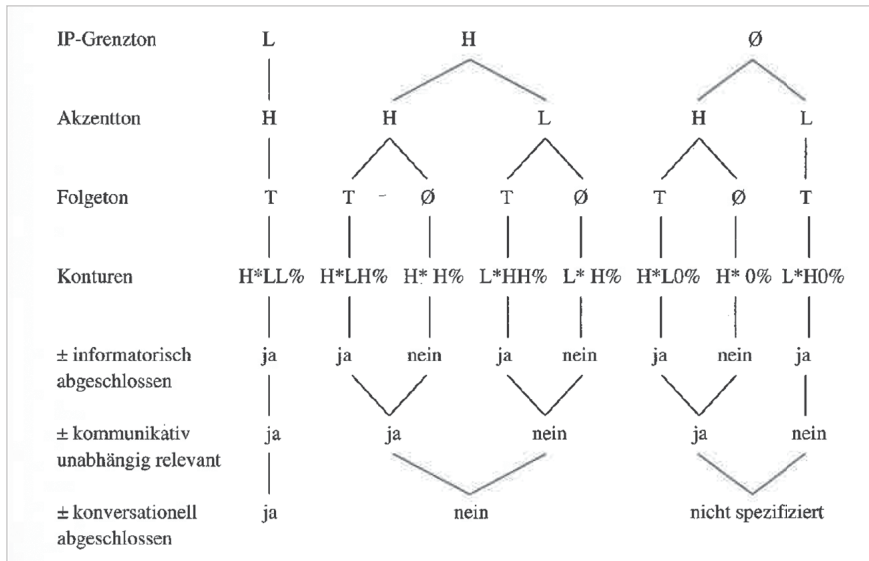 IP-Grenzton L H Ø
Akzentton H H L H L
Folgeton T T - Ø T Ø T Ø T
Konturen H*LL% H*LH% H* H% L*HH% L* H% H*L0% H* 0% L*H0%
± informatorisch ja ja nein ja nein ja nein ja
abgeschlossen
± kommunikativ ja ja nein ja nein
unabhängig relevant
± konversationell ja nein nicht spezifiziert
abgeschlossen